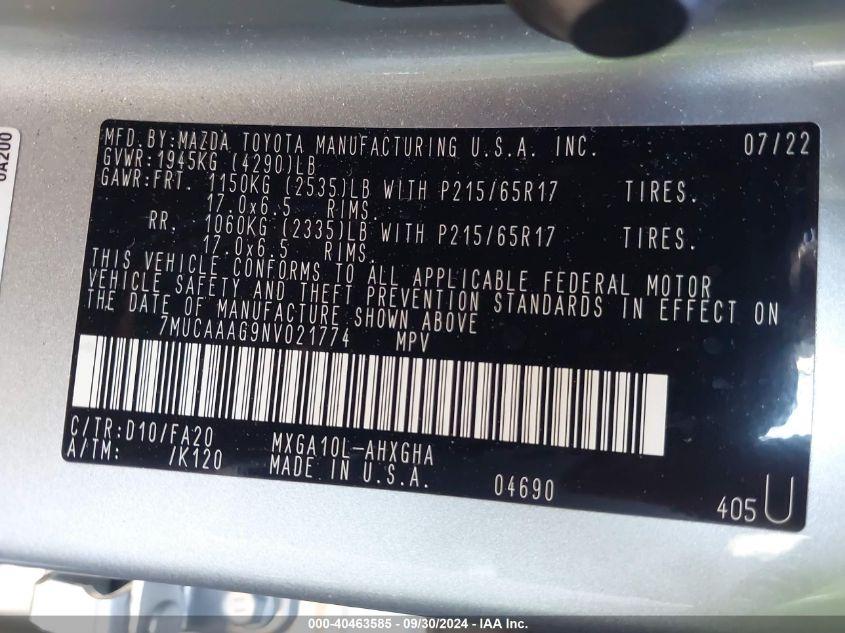 0A200
MFD.BY:MAZDA TOYOTA MANUFACTURING U.S.A. INC. 07/22
GVWR:1945KG (4290)LB
GAWR:FRT. 1150KG (2535)LB WITH P215/65R17 TIRES.
17.0x6.5 RIMS.
RR. 1060KG (2335)LB WITH P215/65R17 TIRES.
17.0x6.5 RIMS.
THIS VEHICLE CONFORMS TO ALL APPLICABLE FEDERAL MOTOR
VEHICLE SAFETY AND THEFT PREVENTION STANDARDS IN EFFECT ON
THE DATE OF MANUFACTURE SHOWN ABOVE
7MUCAAAG9NV021774 MPV
C/TR:D10/FA20 MXGA10L-AHXGHA
A/TM: /K120 MADE IN U.S.A. 04690
405 U
000-40463585 - 09/30/2024 - IAA Inc.